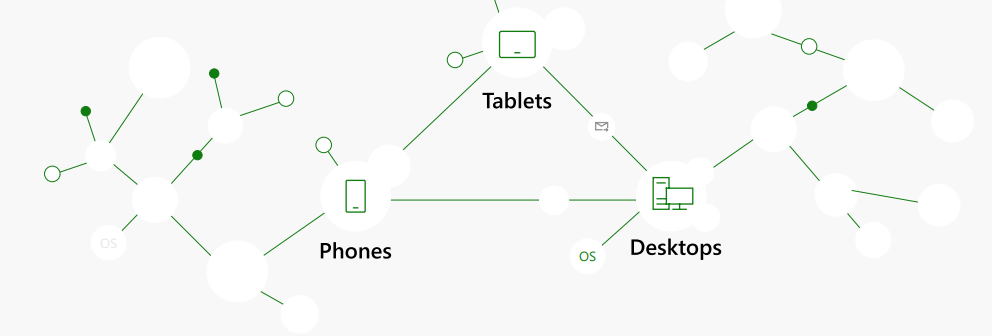 Tablets
OS
Phones
Desktops
OS